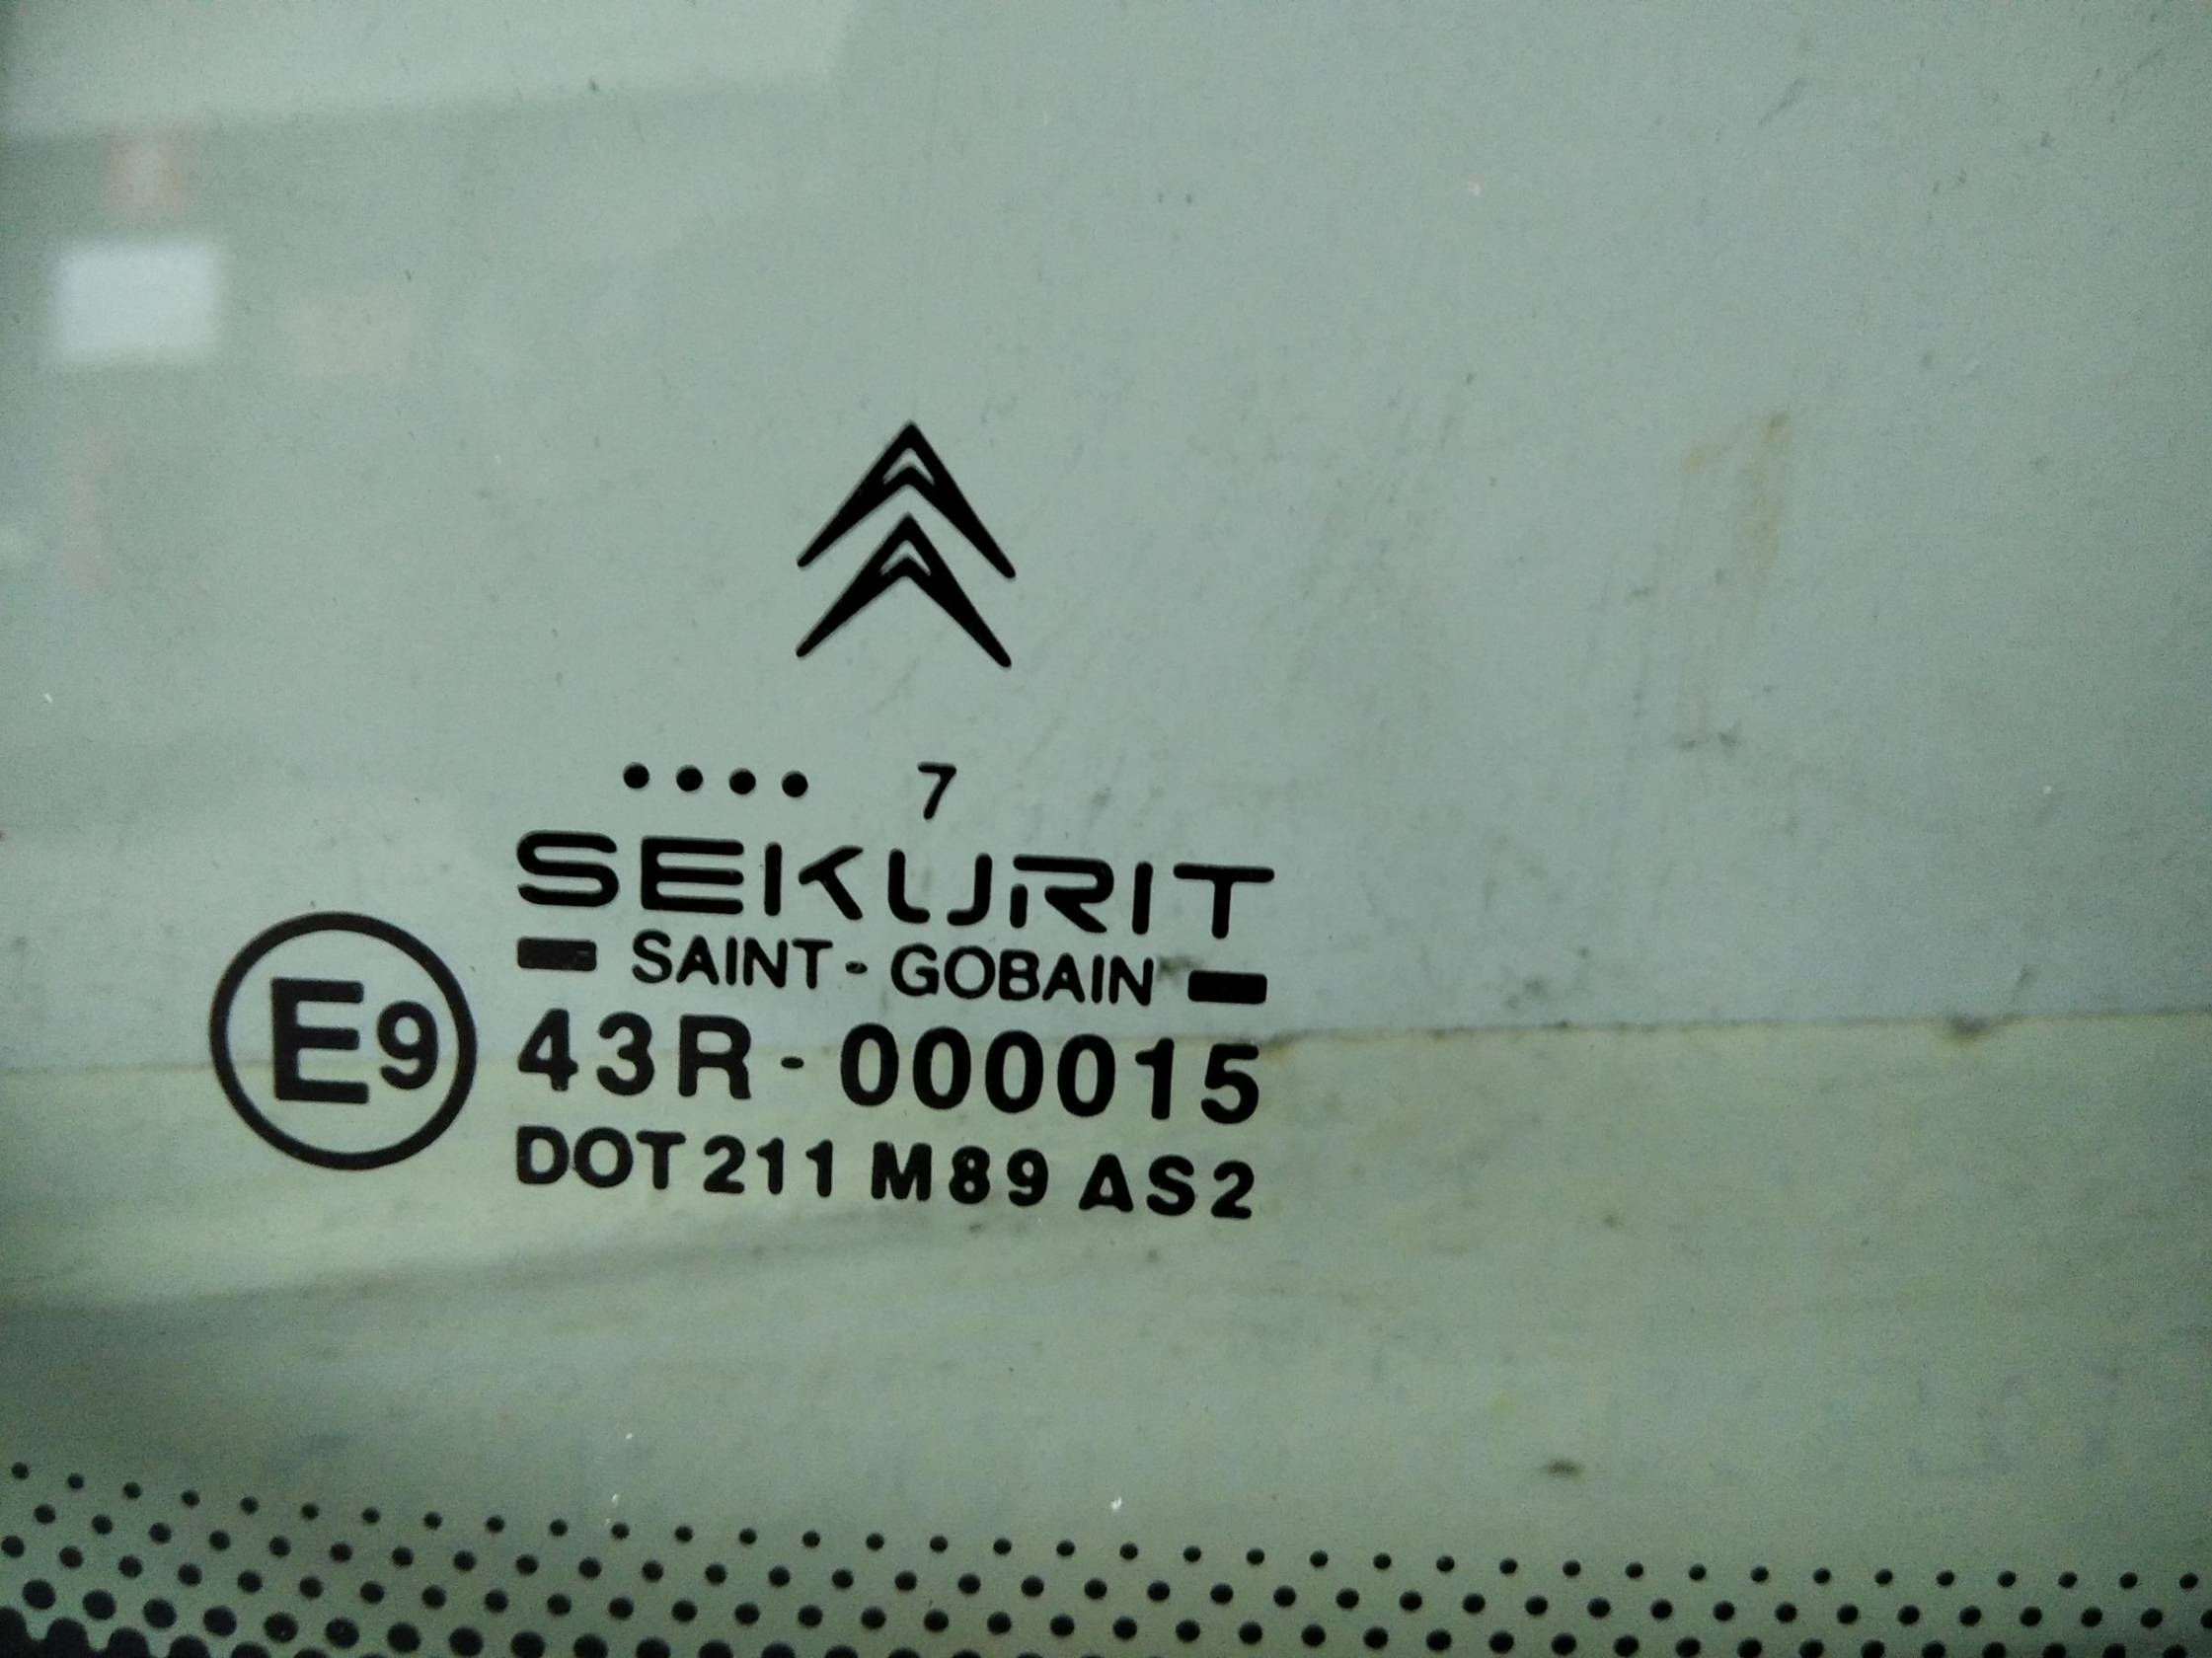 .... 7
SEKURIT
SAINT-GOBAIN
E9
43R-000015
DOT 211 M89 AS2